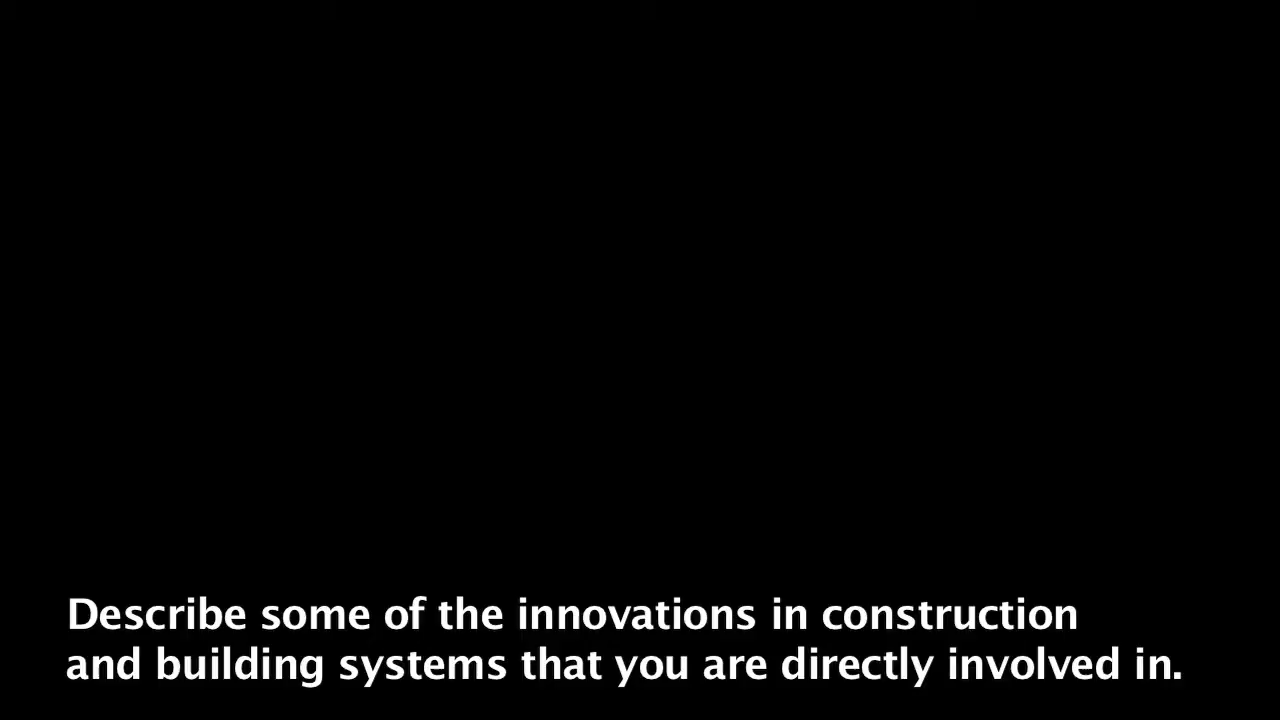 Describe some of the innovations in construction
and building systems that you are directly involved in.